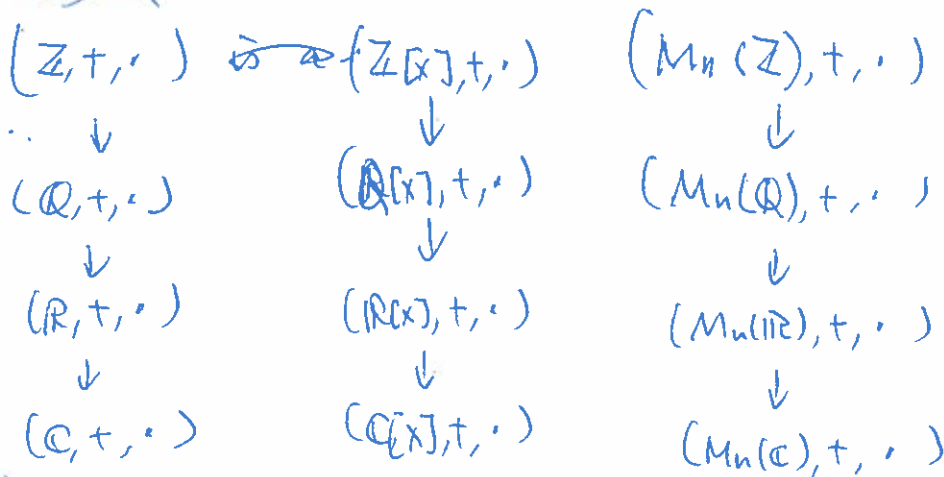 (ℤ, +, ·) (ℤ[x], +, ·) (Mn(ℤ), +, ·)
↓ ↓ ↓
(ℚ, +, ·) (ℚ[x], +, ·) (Mn(ℚ), +, ·)
↓ ↓ ↓
(ℝ, +, ·) (ℝ[x], +, ·) (Mn(ℝ), +, ·)
↓ ↓ ↓
(ℂ, +, ·) (ℂ[x], +, ·) (Mn(ℂ), +, ·)